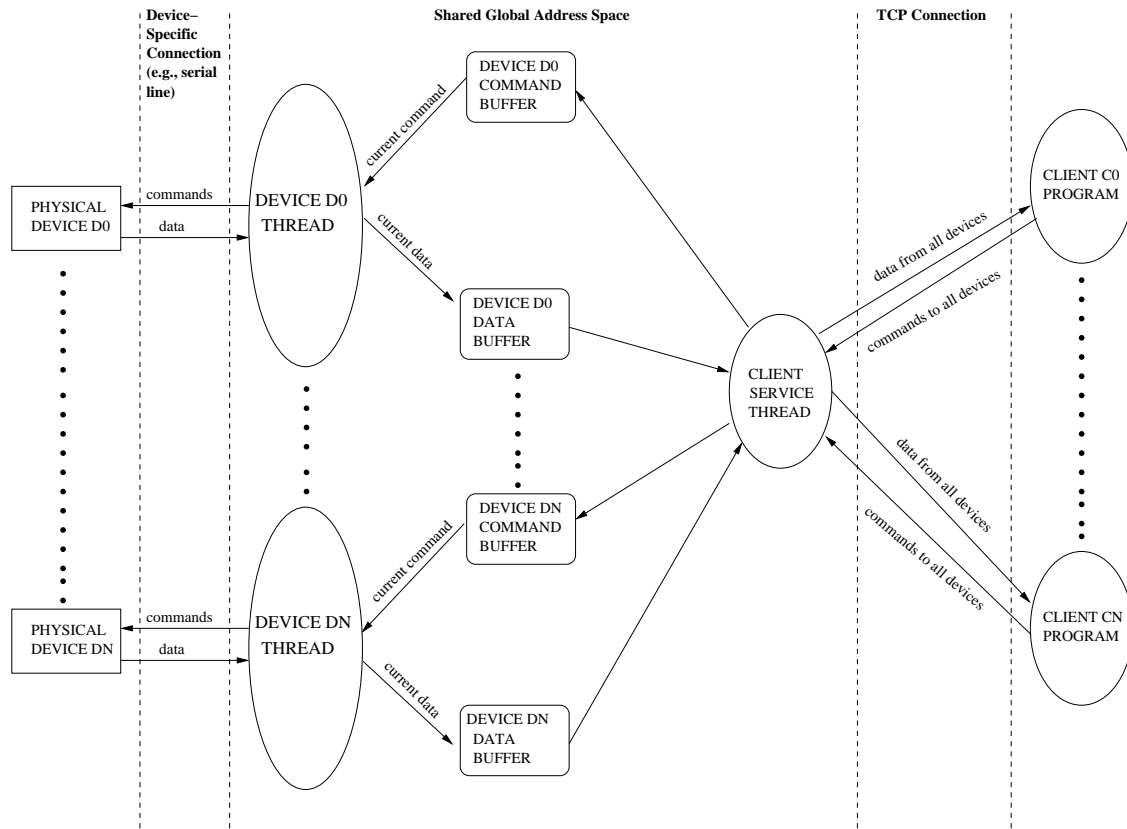 Device–
Specific
Connection
(e.g., serial
line)
Shared Global Address Space
TCP Connection
DEVICE D0
COMMAND
BUFFER
current command
commands
PHYSICAL
DEVICE D0
data
DEVICE D0
THREAD
current data
DEVICE D0
DATA
BUFFER
CLIENT
SERVICE
THREAD
data from all devices
commands to all devices
CLIENT C0
PROGRAM
DEVICE DN
COMMAND
BUFFER
current command
commands
PHYSICAL
DEVICE DN
data
DEVICE DN
THREAD
current data
DEVICE DN
DATA
BUFFER
data from all devices
commands to all devices
CLIENT CN
PROGRAM